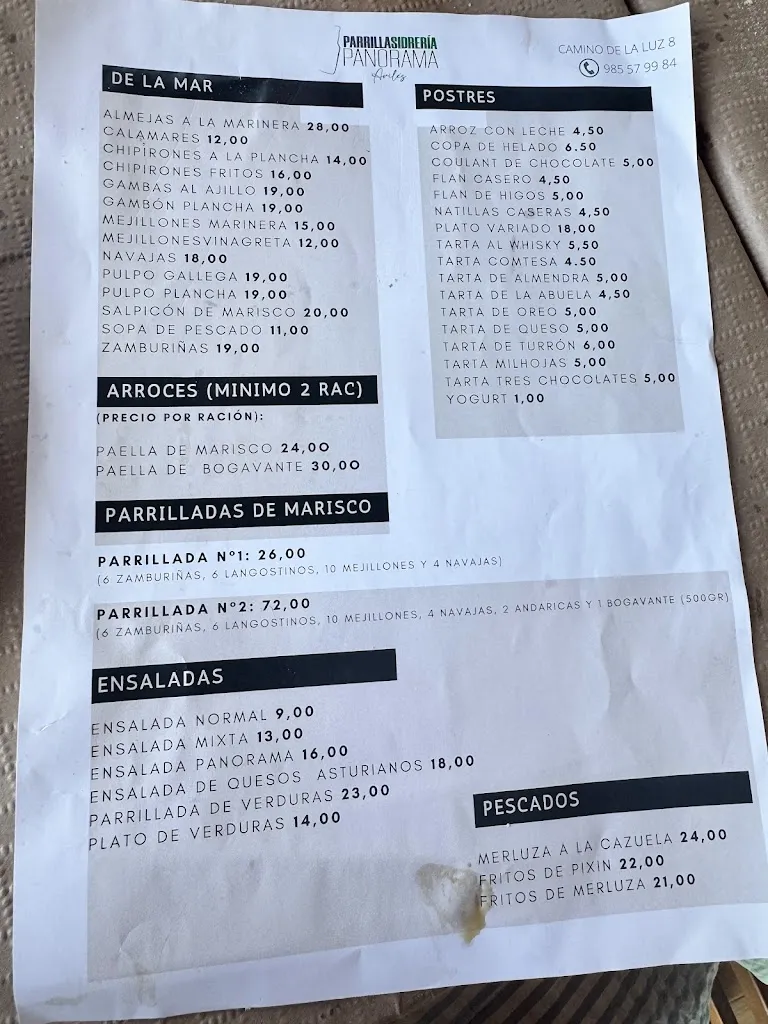 PARRILLASIDRERÍA
PANORAMA
Avilés
CAMINO DE LA LUZ 8
985 57 99 84
DE LA MAR
ALMEJAS A LA MARINERA 28,00
CALAMARES 12,00
CHIPIRONES A LA PLANCHA 14,00
CHIPIRONES FRITOS 16,00
GAMBAS AL AJILLO 19,00
GAMBÓN PLANCHA 19,00
MEJILLONES MARINERA 15,00
MEJILLONESVINAGRETA 12,00
NAVAJAS 18,00
PULPO GALLEGA 19,00
PULPO PLANCHA 19,00
SALPICÓN DE MARISCO 20,00
SOPA DE PESCADO 11,00
ZAMBURIÑAS 19,00
ARROCES (MINIMO 2 RAC)
(PRECIO POR RACIÓN):
PAELLA DE MARISCO 24,00
PAELLA DE BOGAVANTE 30,00
PARRILLADAS DE MARISCO
PARRILLADA Nº1: 26,00
(6 ZAMBURIÑAS, 6 LANGOSTINOS, 10 MEJILLONES Y 4 NAVAJAS)
PARRILLADA Nº2: 72,00
(6 ZAMBURIÑAS, 6 LANGOSTINOS, 10 MEJILLONES, 4 NAVAJAS, 2 ANDARICAS Y 1 BOGAVANTE (500GR)
ENSALADAS
ENSALADA NORMAL 9,00
ENSALADA MIXTA 13,00
ENSALADA PANORAMA 16,00
ENSALADA DE QUESOS ASTURIANOS 18,00
PARRILLADA DE VERDURAS 23,00
PLATO DE VERDURAS 14,00
POSTRES
ARROZ CON LECHE 4,50
COPA DE HELADO 6.50
COULANT DE CHOCOLATE 5,00
FLAN CASERO 4,50
FLAN DE HIGOS 5,00
NATILLAS CASERAS 4,50
PLATO VARIADO 18,00
TARTA AL WHISKY 5,50
TARTA COMTESA 4.50
TARTA DE ALMENDRA 5,00
TARTA DE LA ABUELA 4,50
TARTA DE OREO 5,00
TARTA DE QUESO 5,00
TARTA DE TURRÓN 6,00
TARTA MILHOJAS 5,00
TARTA TRES CHOCOLATES 5,00
YOGURT 1,00
PESCADOS
MERLUZA A LA CAZUELA 24,00
FRITOS DE PIXIN 22,00
FRITOS DE MERLUZA 21,00